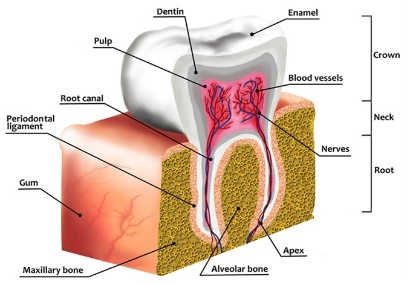 Dentin
Enamel
Pulp
Crown
Blood vessels
Root canal
Periodontal
ligament
Neck
Nerves
Root
Gum
Apex
Maxillary bone
Alveolar bone